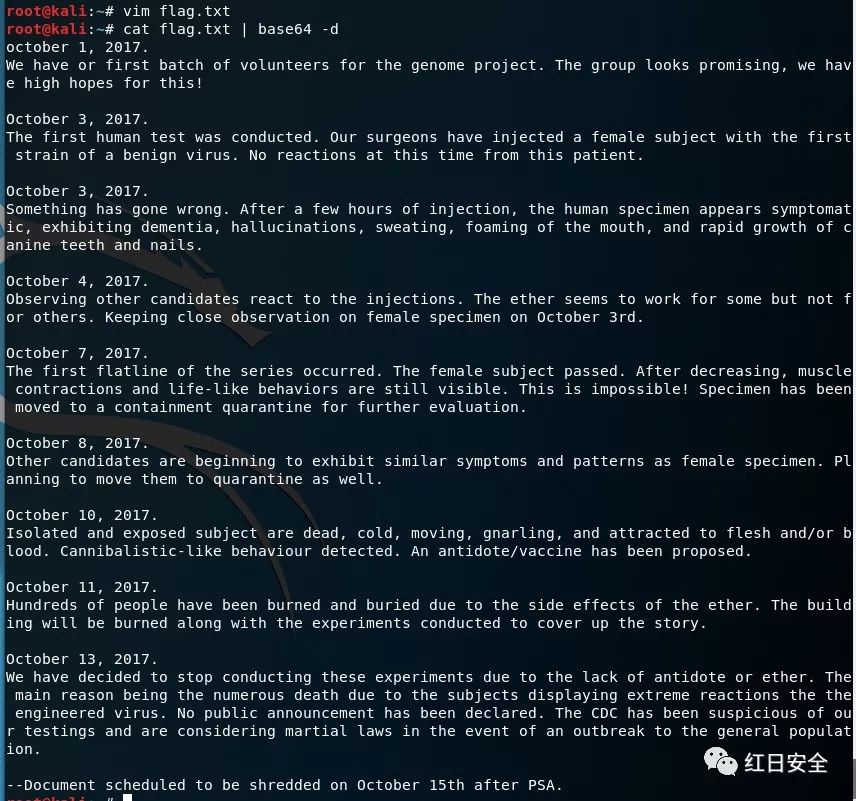 root@kali:~# vim flag.txt
root@kali:~# cat flag.txt | base64 -d
october 1, 2017.
We have or first batch of volunteers for the genome project. The group looks promising, we hav
e high hopes for this!
October 3, 2017.
The first human test was conducted. Our surgeons have injected a female subject with the first
 strain of a benign virus. No reactions at this time from this patient.
October 3, 2017.
Something has gone wrong. After a few hours of injection, the human specimen appears symptomat
ic, exhibiting dementia, hallucinations, sweating, foaming of the mouth, and rapid growth of c
anine teeth and nails.
October 4, 2017.
Observing other candidates react to the injections. The ether seems to work for some but not f
or others. Keeping close observation on female specimen on October 3rd.
October 7, 2017.
The first flatline of the series occurred. The female subject passed. After decreasing, muscle
 contractions and life-like behaviors are still visible. This is impossible! Specimen has been
 moved to a containment quarantine for further evaluation.
October 8, 2017.
Other candidates are beginning to exhibit similar symptoms and patterns as female specimen. Pl
anning to move them to quarantine as well.
October 10, 2017.
Isolated and exposed subject are dead, cold, moving, gnarling, and attracted to flesh and/or b
lood. Cannibalistic-like behaviour detected. An antidote/vaccine has been proposed.
October 11, 2017.
Hundreds of people have been burned and buried due to the side effects of the ether. The build
ing will be burned along with the experiments conducted to cover up the story.
October 13, 2017.
We have decided to stop conducting these experiments due to the lack of antidote or ether. The
 main reason being the numerous death due to the subjects displaying extreme reactions the the
 engineered virus. No public announcement has been declared. The CDC has been suspicious of ou
r testings and are considering martial laws in the event of an outbreak to the general populat
ion.
红日安全
--Document scheduled to be shredded on October 15th after PSA.
root@kali:~#